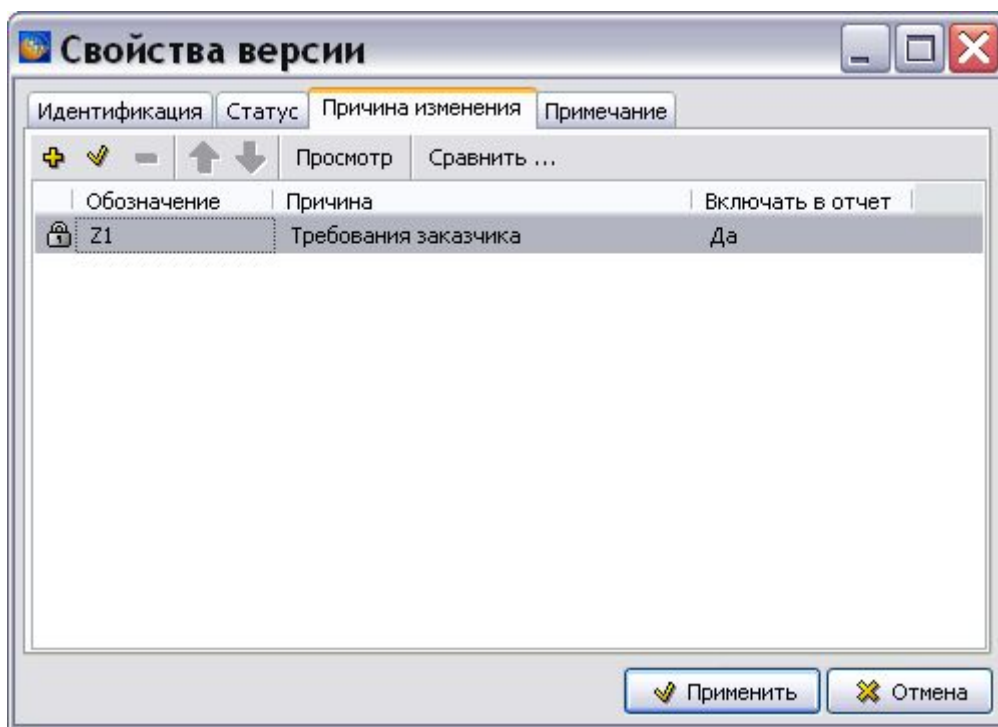 Свойства версии
Идентификация Статус Причина изменения Примечание
Просмотр Сравнить ...
Обозначение Причина Включать в отчет
Z1 Требования заказчика Да
Применить Отмена